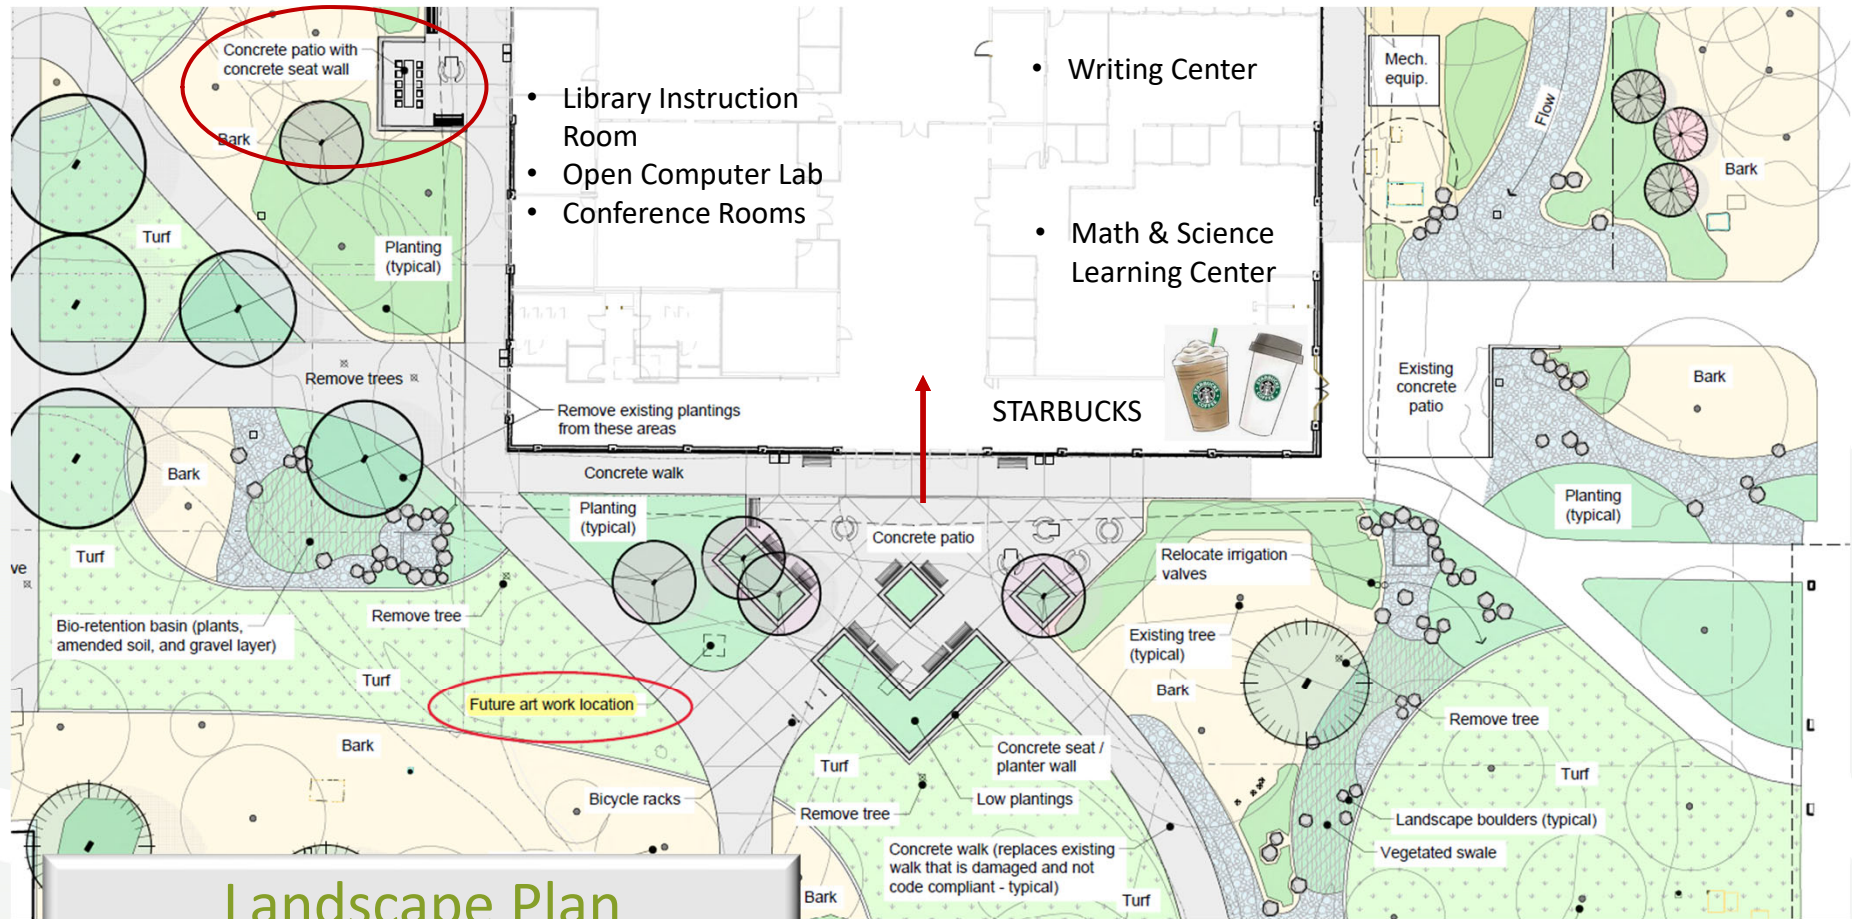 Concrete patio with
concrete seat wall
Bark
Turf
Planting
(typical)
• Library Instruction
Room
• Open Computer Lab
• Conference Rooms
• Writing Center
• Math & Science
Learning Center
STARBUCKS
Mech.
equip.
Flow
Bark
Existing
concrete
patio
Bark
Planting
(typical)
Remove trees
Remove existing plantings
from these areas
Concrete walk
Bark
Turf
ve
Planting
(typical)
Concrete patio
Relocate irrigation
valves
Remove tree
Bio-retention basin (plants,
amended soil, and gravel layer)
Existing tree
(typical)
Turf
Future art work location
Bark
Bark
Remove tree
Concrete seat /
planter wall
Turf
Turf
Bicycle racks
Low plantings
Remove tree
Landscape boulders (typical)
Concrete walk (replaces existing
walk that is damaged and not
code compliant - typical)
Vegetated swale
Bark
Turf
Landscape Plan